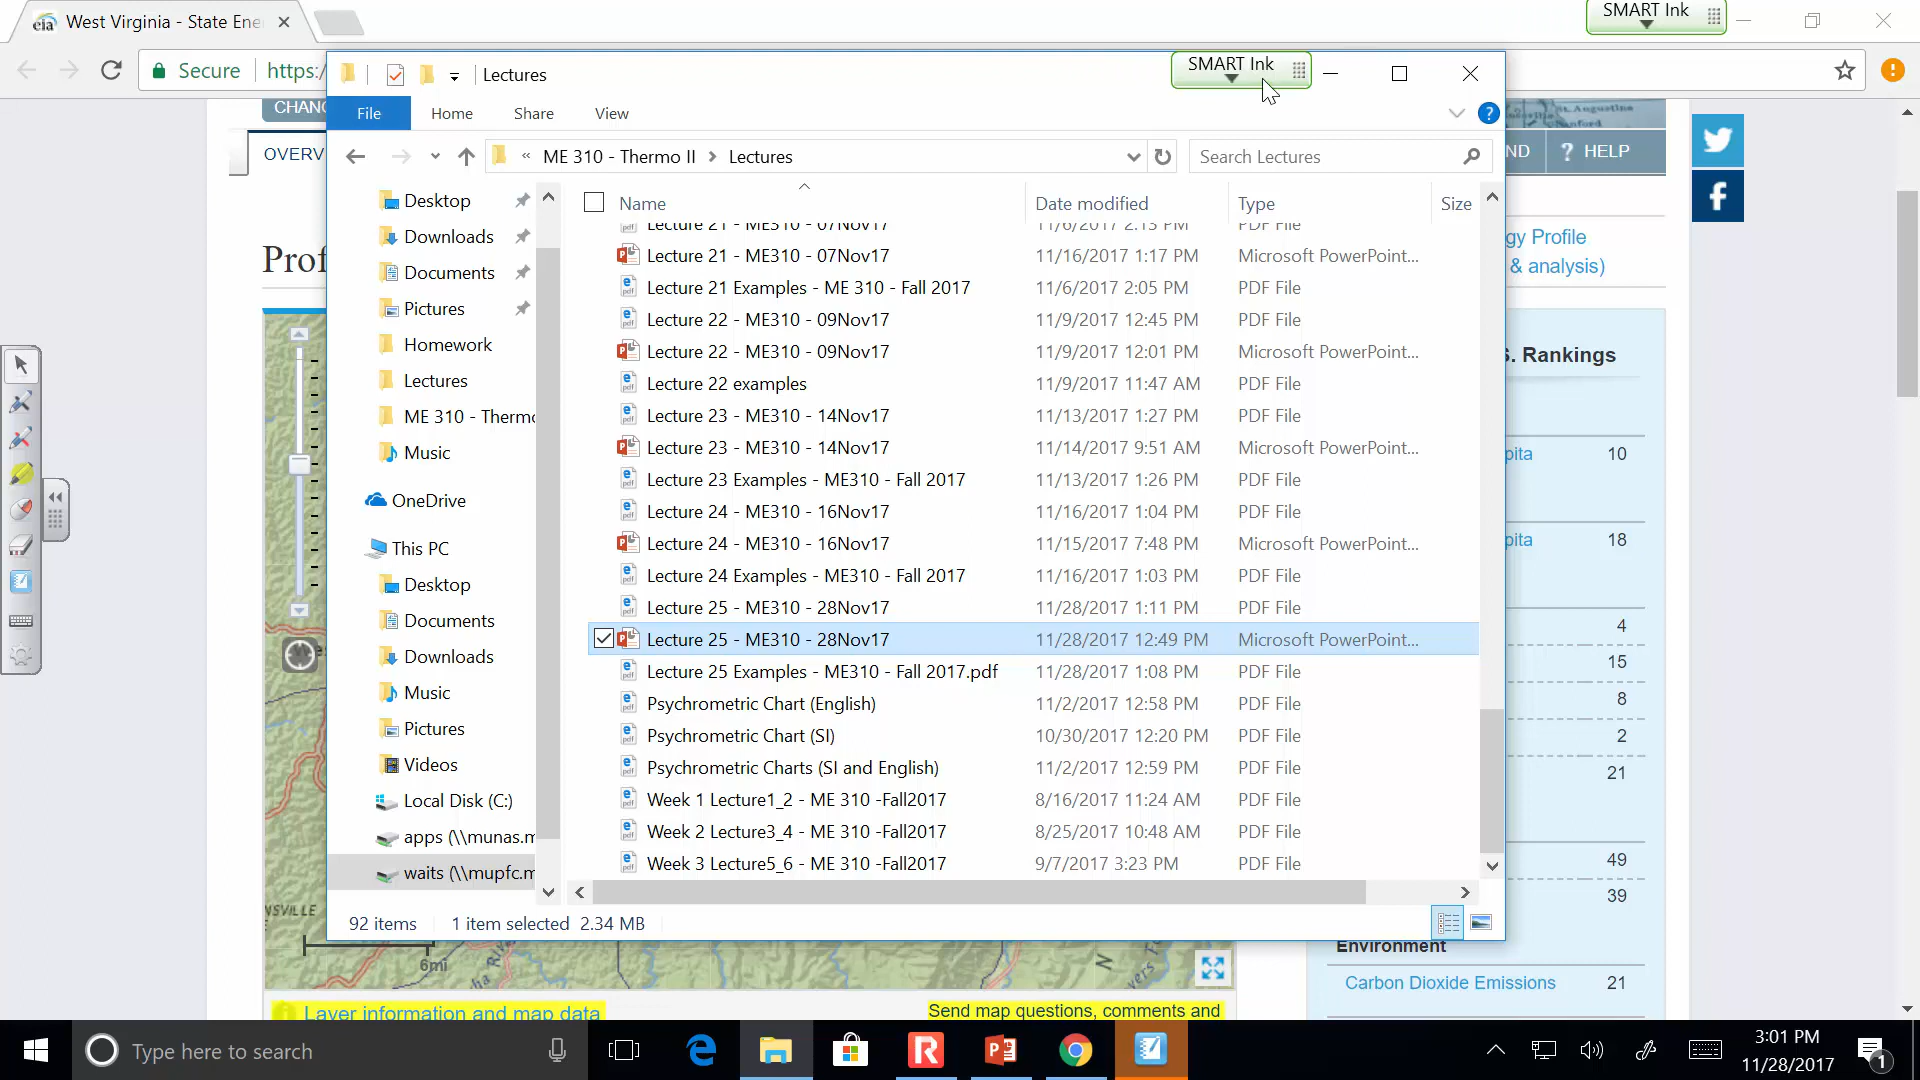 eia West Virginia - State Ene
SMART Ink
Secure https:/
Lectures
SMART Ink
File Home Share View
« ME 310 - Thermo II > Lectures
Search Lectures
CHAN
OVERV
Prof
ND ? HELP
gy Profile
& analysis)
S. Rankings
pita 10
pita 18
4
15
8
2
21
49
39
Environment
Carbon Dioxide Emissions 21
Desktop
Downloads
Documents
Pictures
Homework
Lectures
ME 310 - Thermo
Music
OneDrive
This PC
Desktop
Documents
Downloads
Music
Pictures
Videos
Local Disk (C:)
apps (\\munas.m
waits (\\mupfc.m
Name Date modified Type Size
Lecture 21 - ME310 - 07Nov17 11/6/2017 2:13 PM PDF File
Lecture 21 - ME310 - 07Nov17 11/16/2017 1:17 PM Microsoft PowerPoint...
Lecture 21 Examples - ME 310 - Fall 2017 11/6/2017 2:05 PM PDF File
Lecture 22 - ME310 - 09Nov17 11/9/2017 12:45 PM PDF File
Lecture 22 - ME310 - 09Nov17 11/9/2017 12:01 PM Microsoft PowerPoint...
Lecture 22 examples 11/9/2017 11:47 AM PDF File
Lecture 23 - ME310 - 14Nov17 11/13/2017 1:27 PM PDF File
Lecture 23 - ME310 - 14Nov17 11/14/2017 9:51 AM Microsoft PowerPoint...
Lecture 23 Examples - ME310 - Fall 2017 11/13/2017 1:26 PM PDF File
Lecture 24 - ME310 - 16Nov17 11/16/2017 1:04 PM PDF File
Lecture 24 - ME310 - 16Nov17 11/15/2017 7:48 PM Microsoft PowerPoint...
Lecture 24 Examples - ME310 - Fall 2017 11/16/2017 1:03 PM PDF File
Lecture 25 - ME310 - 28Nov17 11/28/2017 1:11 PM PDF File
Lecture 25 - ME310 - 28Nov17 11/28/2017 12:49 PM Microsoft PowerPoint...
Lecture 25 Examples - ME310 - Fall 2017.pdf 11/28/2017 1:08 PM PDF File
Psychrometric Chart (English) 11/2/2017 12:58 PM PDF File
Psychrometric Chart (SI) 10/30/2017 12:20 PM PDF File
Psychrometric Charts (SI and English) 11/2/2017 12:59 PM PDF File
Week 1 Lecture1_2 - ME 310 -Fall2017 8/16/2017 11:24 AM PDF File
Week 2 Lecture3_4 - ME 310 -Fall2017 8/25/2017 10:48 AM PDF File
Week 3 Lecture5_6 - ME 310 -Fall2017 9/7/2017 3:23 PM PDF File
92 items 1 item selected 2.34 MB
6mi
Layer information and map data
Send map questions, comments and
Type here to search
3:01 PM
11/28/2017
1